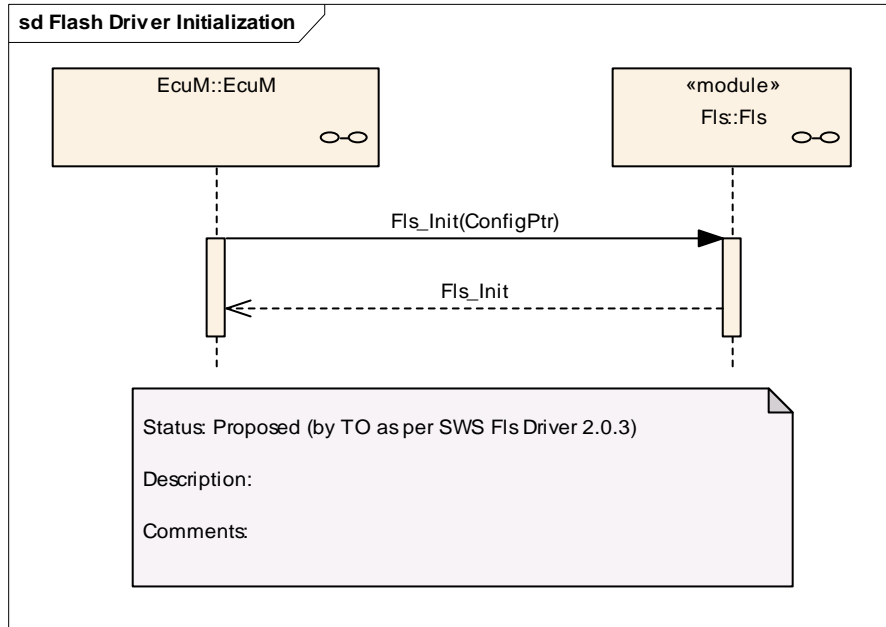 sd Flash Driver Initialization
EcuM::EcuM
«module»
Fls::Fls
Fls_Init(ConfigPtr)
Fls_Init
Status: Proposed (by TO as per SWS Fls Driver 2.0.3)
Description:
Comments: